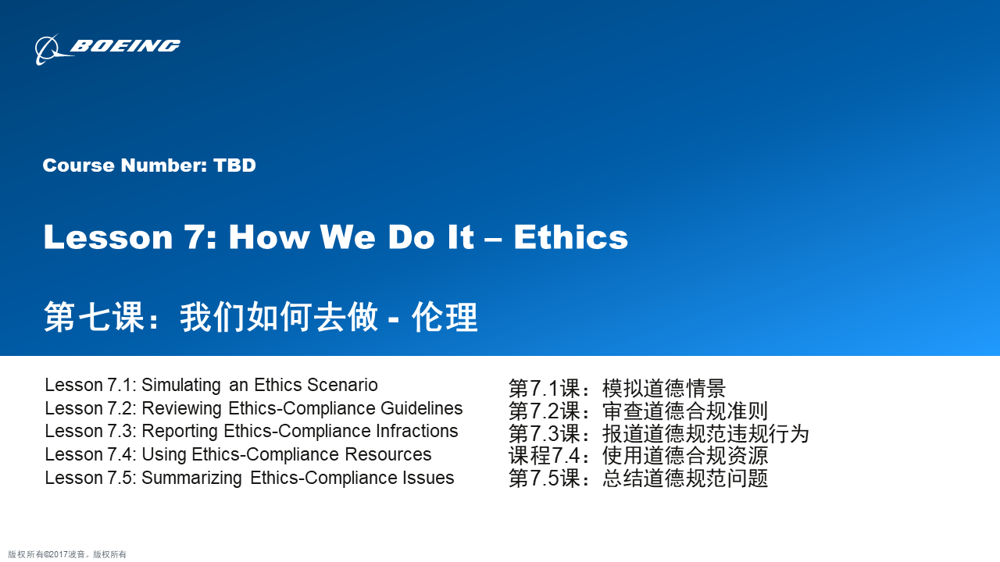 BOEING
Course Number: TBD
Lesson 7: How We Do It – Ethics
第七课：我们如何去做 - 伦理
Lesson 7.1: Simulating an Ethics Scenario
Lesson 7.2: Reviewing Ethics-Compliance Guidelines
Lesson 7.3: Reporting Ethics-Compliance Infractions
Lesson 7.4: Using Ethics-Compliance Resources
Lesson 7.5: Summarizing Ethics-Compliance Issues
第7.1课：模拟道德情景
第7.2课：审查道德合规准则
第7.3课：报道道德规范违规行为
课程7.4：使用道德合规资源
第7.5课：总结道德规范问题
版权所有©2017波音。版权所有